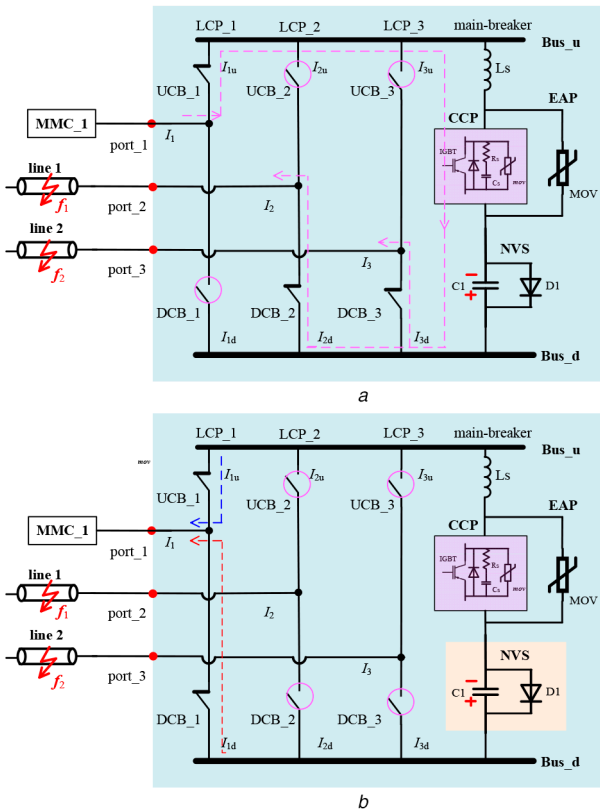 LCP_1 LCP_2 LCP_3 main-breaker
Bus_u
I1u I2u I3u Ls
UCB_1 UCB_2 UCB_3 EAP
CCP
MMC_1 I1
port_1
IGBT Rs Cs mov
MOV
line 1
f1 port_2 I2
line 2 NVS
f2 port_3 I3
C1 D1
DCB_1 DCB_2 DCB_3
I1d I2d I3d
Bus_d
a
LCP_1 LCP_2 LCP_3 main-breaker
Bus_u
mov I1u I2u I3u Ls
UCB_1 UCB_2 UCB_3 EAP
CCP
MMC_1 I1
port_1
IGBT Rs Cs mov
MOV
line 1
f1 port_2 I2
line 2 NVS
f2 port_3 I3
C1 D1
DCB_1 DCB_2 DCB_3
I1d I2d I3d
Bus_d
b